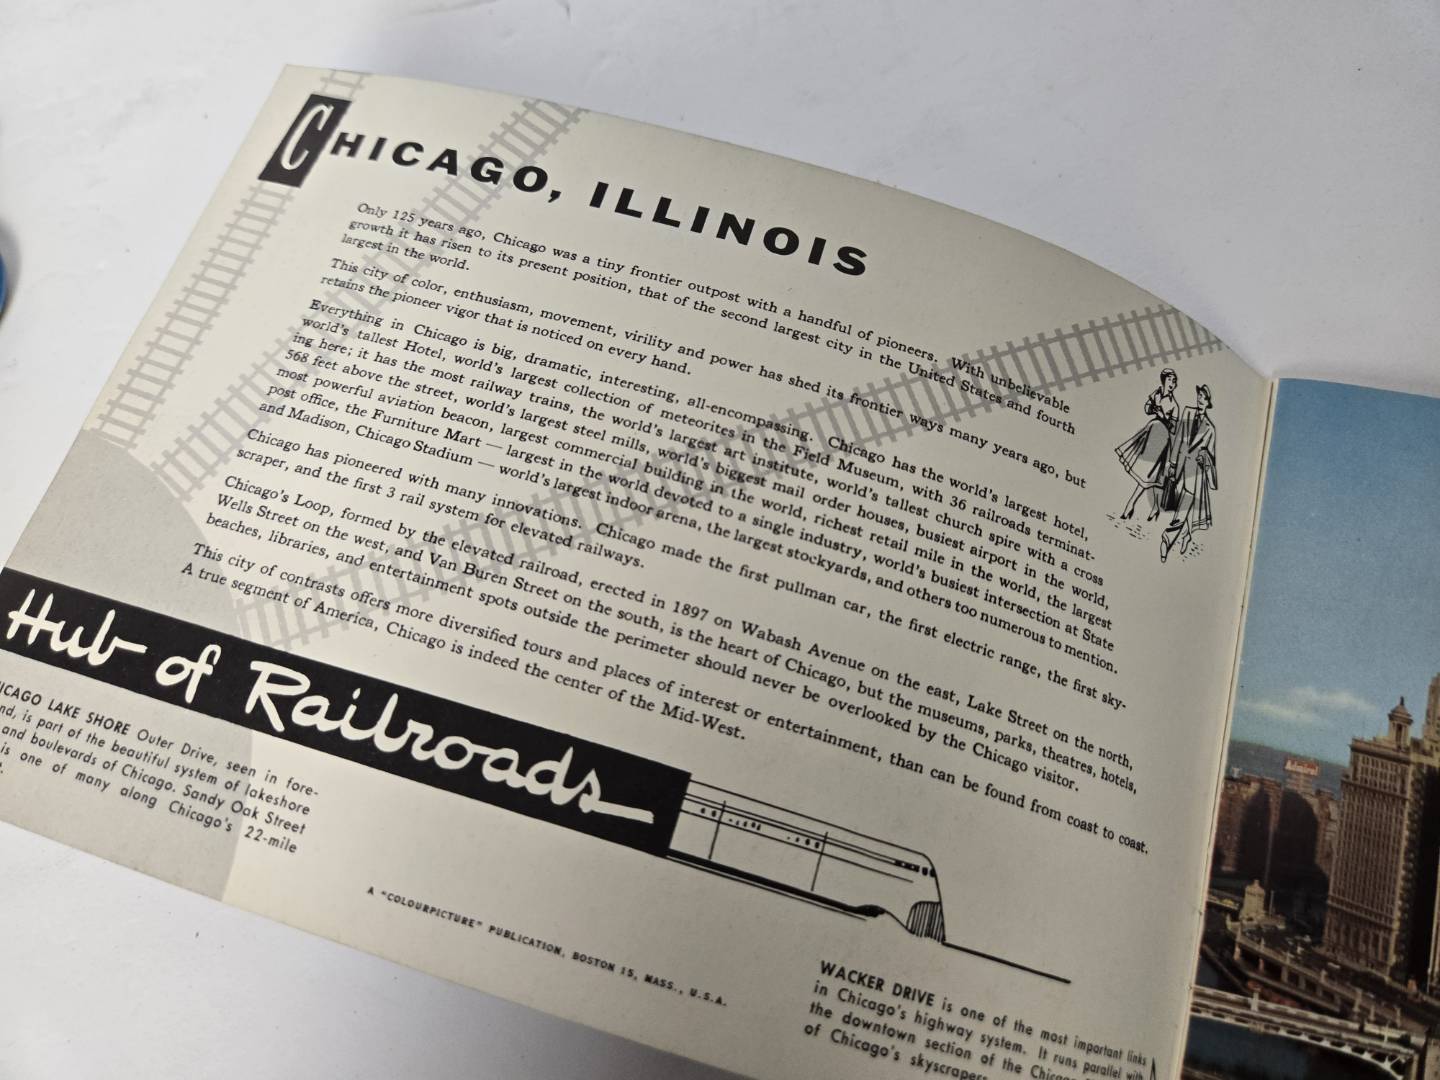 CHICAGO, ILLINOIS
Only 125 years ago, Chicago was a tiny frontier outpost with a handful of pioneers. With unbelievable
growth it has risen to its present position, that of the second largest city in the United States and fourth
largest in the world.
This city of color, enthusiasm, movement, virility and power has shed its frontier ways many years ago, but
retains the pioneer vigor that is noticed on every hand.
Everything in Chicago is big, dramatic, interesting, all-encompassing. Chicago has the world's largest hotel,
world's tallest Hotel, world's largest collection of meteorites in the Field Museum, with 36 railroads terminat-
ing here; it has the most railway trains, the world's largest art institute, world's tallest church spire with a cross
568 feet above the street, world's largest steel mills, world's biggest mail order houses, busiest airport in the world,
most powerful aviation beacon, largest commercial building in the world, richest retail mile in the world, the largest
post office, the Furniture Mart — largest in the world devoted to a single industry, world's busiest intersection at State
and Madison, Chicago Stadium — world's largest indoor arena, the largest stockyards, and others too numerous to mention.
Chicago has pioneered with many innovations. Chicago made the first pullman car, the first electric range, the first sky-
scraper, and the first 3 rail system for elevated railways.
Chicago's Loop, formed by the elevated railroad, erected in 1897 on Wabash Avenue on the east, Lake Street on the north,
Wells Street on the west, and Van Buren Street on the south, is the heart of Chicago, but the museums, parks, theatres, hotels,
beaches, libraries, and entertainment spots outside the perimeter should never be overlooked by the Chicago visitor.
This city of contrasts offers more diversified tours and places of interest or entertainment, than can be found from coast to coast.
A true segment of America, Chicago is indeed the center of the Mid-West.
Hub of Railroads
LAKE SHORE Outer Drive, seen in fore-
is part of the beautiful system of lakeshore
and boulevards of Chicago. Sandy Oak Street
is one of many along Chicago's 22-mile
A "COLOURPICTURE" PUBLICATION, BOSTON 15, MASS., U.S.A.
WACKER DRIVE is one of the most important links
in Chicago's highway system. It runs parallel with
the downtown section of the
of Chicago's skyscrapers
Admiral